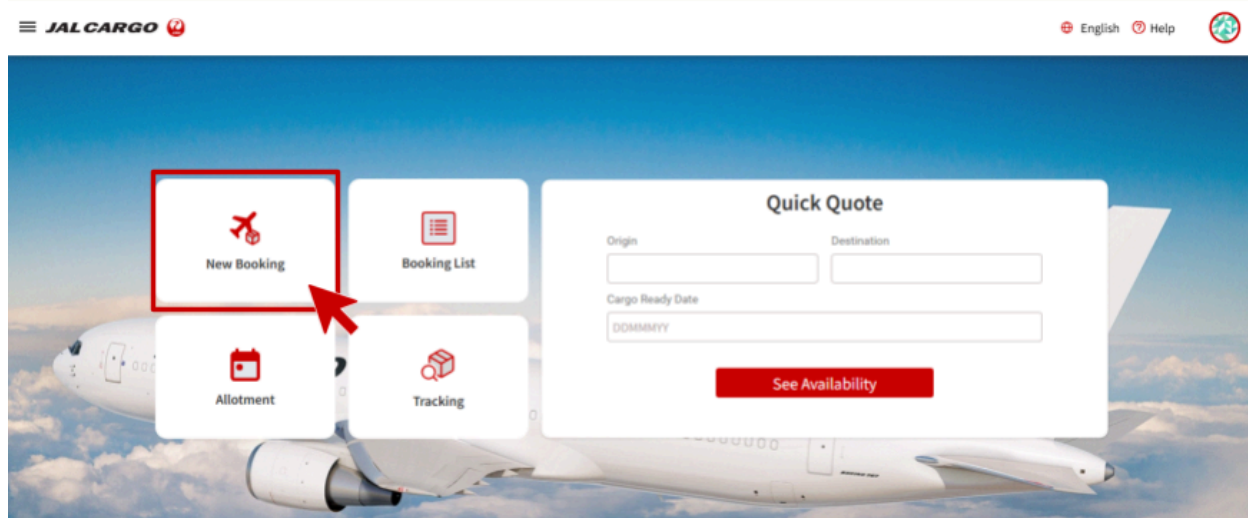 JAL CARGO
English Help
New Booking
Booking List
Allotment
Tracking
Quick Quote
Origin Destination
Cargo Ready Date
DDMMMYY
See Availability